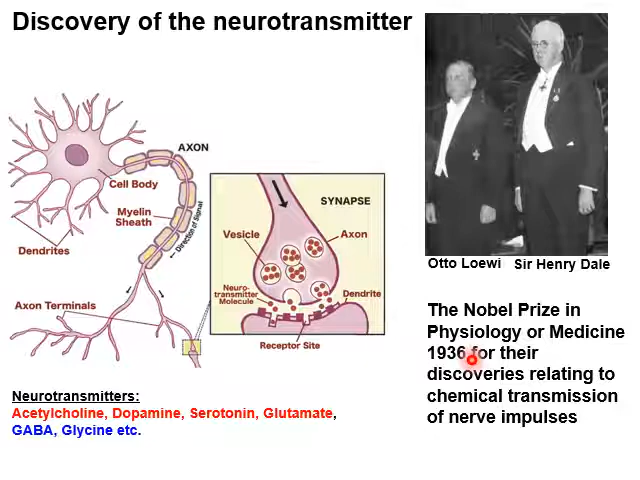 Discovery of the neurotransmitter
AXON
Cell Body
Myelin
Sheath
Direction of Signal
Dendrites
Axon Terminals
SYNAPSE
Vesicle
Axon
Neuro-
transmitter
Molecule
Dendrite
Receptor Site
Otto Loewi
Sir Henry Dale
The Nobel Prize in
Physiology or Medicine
1936 for their
discoveries relating to
chemical transmission
of nerve impulses
Neurotransmitters:
Acetylcholine, Dopamine, Serotonin, Glutamate,
GABA, Glycine etc.